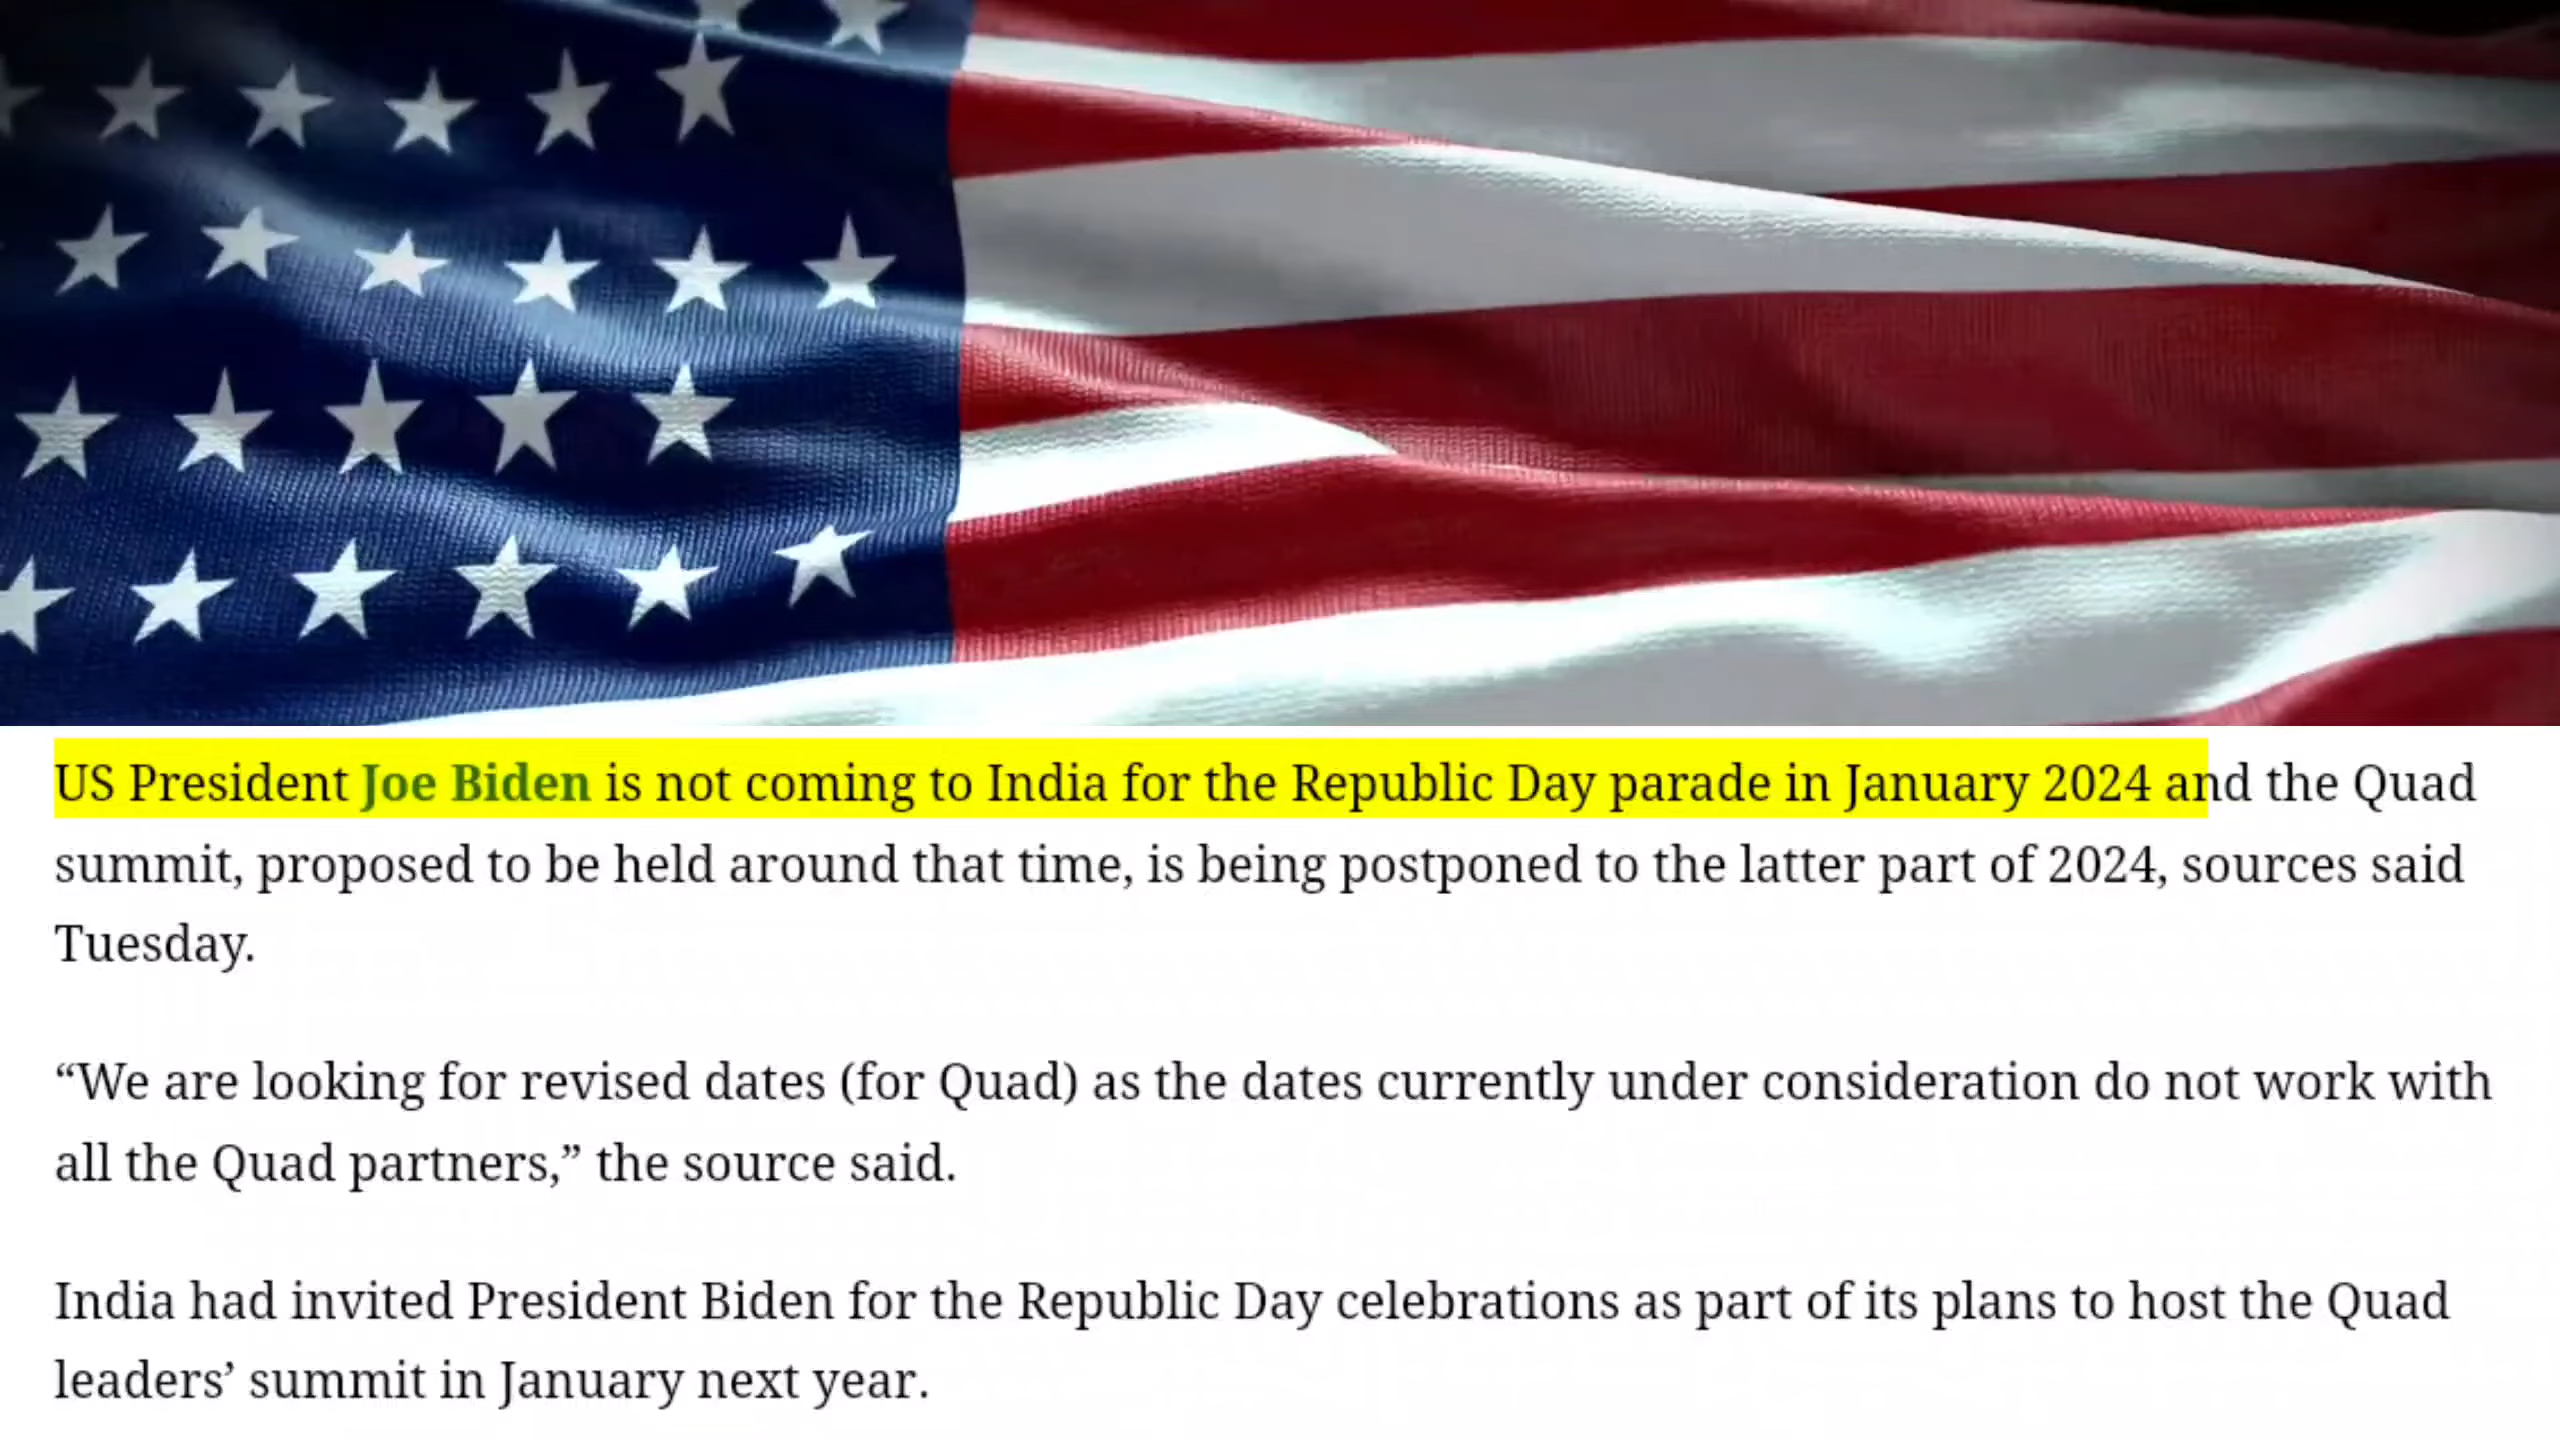 US President Joe Biden is not coming to India for the Republic Day parade in January 2024 and the Quad
summit, proposed to be held around that time, is being postponed to the latter part of 2024, sources said
Tuesday.
“We are looking for revised dates (for Quad) as the dates currently under consideration do not work with
all the Quad partners,” the source said.
India had invited President Biden for the Republic Day celebrations as part of its plans to host the Quad
leaders’ summit in January next year.